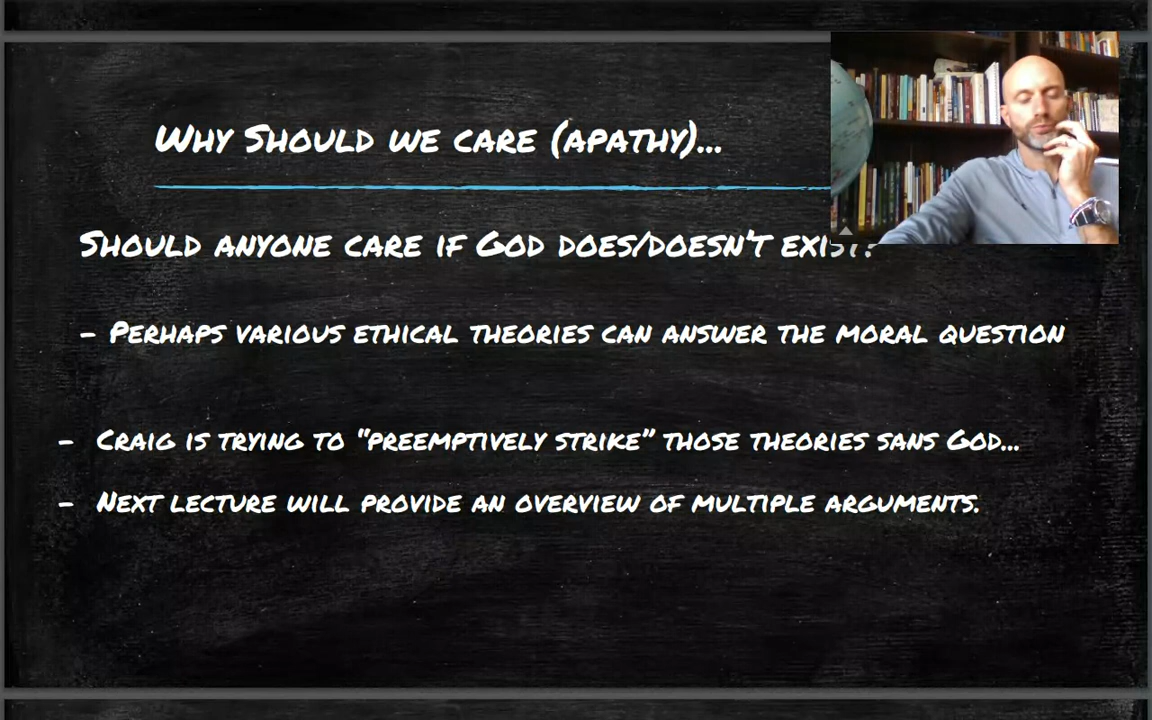 Why Should we care (apathy)...
Should anyone care if God does/doesn't exist?
- Perhaps various ethical theories can answer the moral question
- Craig is trying to “preemptively strike” those theories sans God...
- Next lecture will provide an overview of multiple arguments.